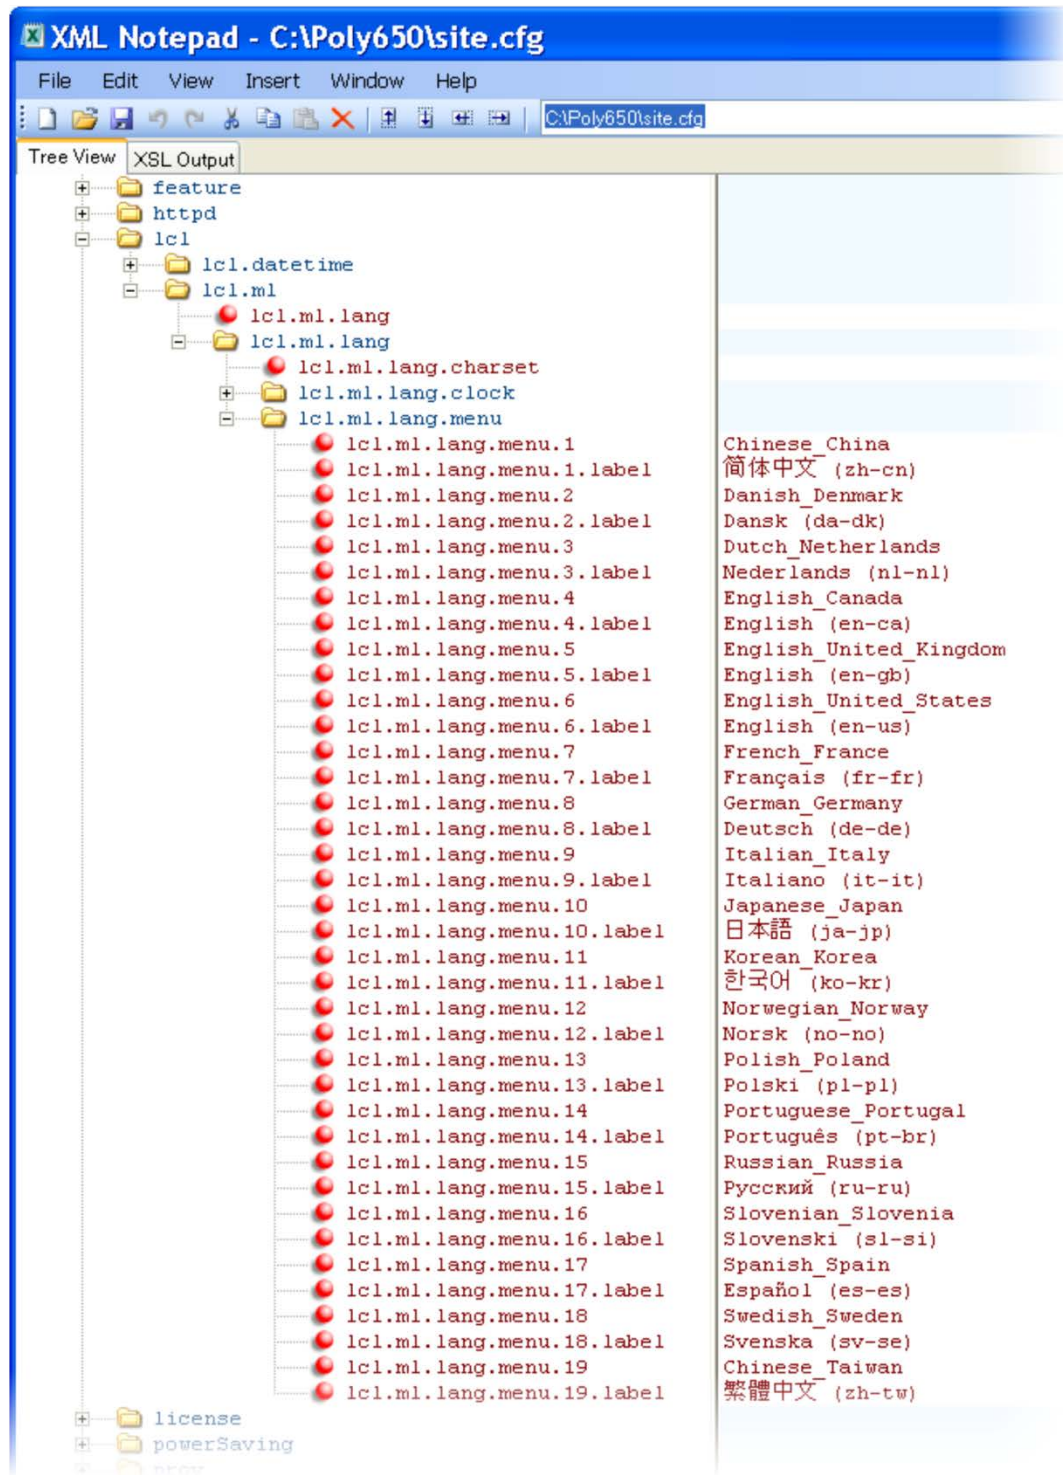 XML Notepad - C:\Poly650\site.cfg
File Edit View Insert Window Help
C:\Poly650\site.cfg
Tree View XSL Output
feature
httpd
lcl
lcl.datetime
lcl.ml
lcl.ml.lang
lcl.ml.lang
lcl.ml.lang.charset
lcl.ml.lang.clock
lcl.ml.lang.menu
lcl.ml.lang.menu.1 Chinese_China
lcl.ml.lang.menu.1.label 简体中文 (zh-cn)
lcl.ml.lang.menu.2 Danish_Denmark
lcl.ml.lang.menu.2.label Dansk (da-dk)
lcl.ml.lang.menu.3 Dutch_Netherlands
lcl.ml.lang.menu.3.label Nederlands (nl-nl)
lcl.ml.lang.menu.4 English_Canada
lcl.ml.lang.menu.4.label English (en-ca)
lcl.ml.lang.menu.5 English_United_Kingdom
lcl.ml.lang.menu.5.label English (en-gb)
lcl.ml.lang.menu.6 English_United_States
lcl.ml.lang.menu.6.label English (en-us)
lcl.ml.lang.menu.7 French_France
lcl.ml.lang.menu.7.label Français (fr-fr)
lcl.ml.lang.menu.8 German_Germany
lcl.ml.lang.menu.8.label Deutsch (de-de)
lcl.ml.lang.menu.9 Italian_Italy
lcl.ml.lang.menu.9.label Italiano (it-it)
lcl.ml.lang.menu.10 Japanese_Japan
lcl.ml.lang.menu.10.label 日本語 (ja-jp)
lcl.ml.lang.menu.11 Korean_Korea
lcl.ml.lang.menu.11.label 한국어 (ko-kr)
lcl.ml.lang.menu.12 Norwegian_Norway
lcl.ml.lang.menu.12.label Norsk (no-no)
lcl.ml.lang.menu.13 Polish_Poland
lcl.ml.lang.menu.13.label Polski (pl-pl)
lcl.ml.lang.menu.14 Portuguese_Portugal
lcl.ml.lang.menu.14.label Português (pt-br)
lcl.ml.lang.menu.15 Russian_Russia
lcl.ml.lang.menu.15.label Русский (ru-ru)
lcl.ml.lang.menu.16 Slovenian_Slovenia
lcl.ml.lang.menu.16.label Slovenski (sl-si)
lcl.ml.lang.menu.17 Spanish_Spain
lcl.ml.lang.menu.17.label Español (es-es)
lcl.ml.lang.menu.18 Swedish_Sweden
lcl.ml.lang.menu.18.label Svenska (sv-se)
lcl.ml.lang.menu.19 Chinese_Taiwan
lcl.ml.lang.menu.19.label 繁體中文 (zh-tw)
license
powerSaving